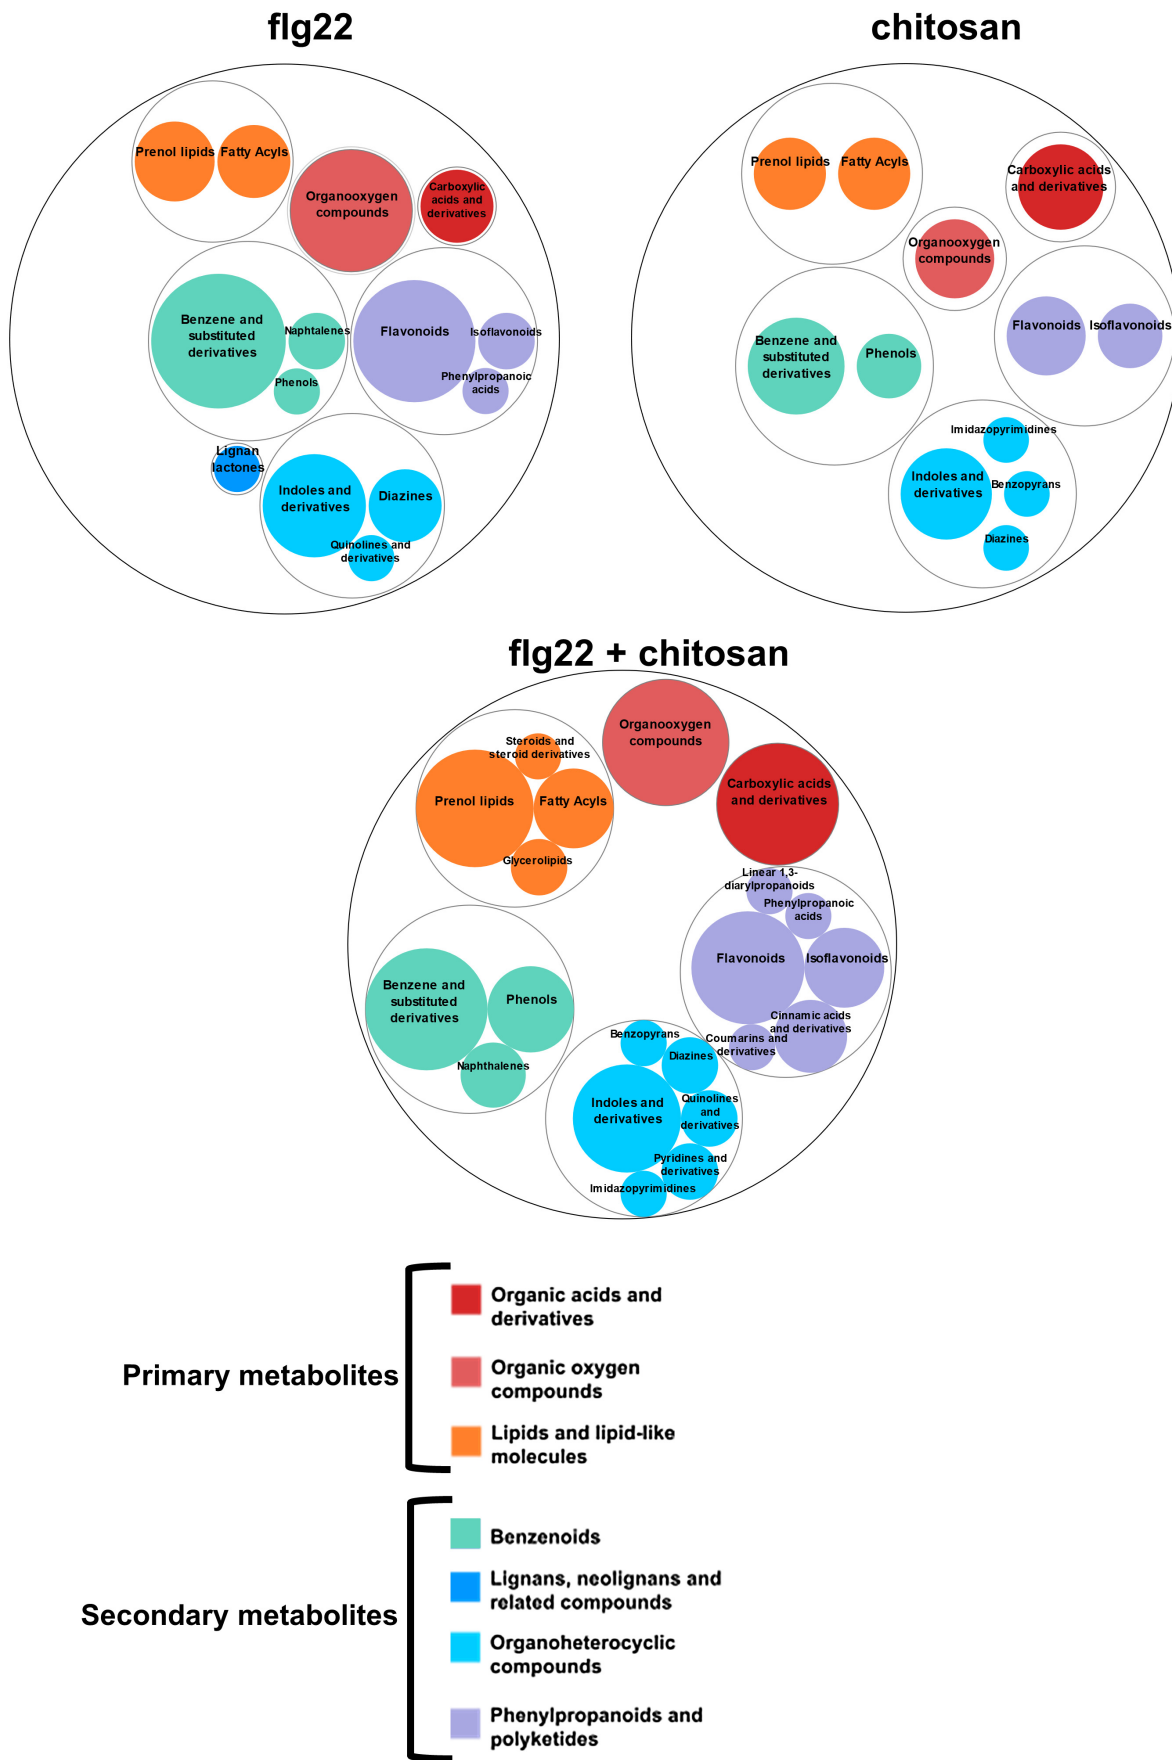 flg22
Prenol lipids
Fatty Acyls
Organooxygen
compounds
Carboxylic
acids and
derivatives
Benzene and
substituted
derivatives
Naphtalenes
Phenols
Flavonoids
Isoflavonoids
Phenylpropanoic
acids
Lignan
lactones
Indoles and
derivatives
Diazines
Quinolines and
derivatives
chitosan
Prenol lipids
Fatty Acyls
Carboxylic acids
and derivatives
Organooxygen
compounds
Flavonoids
Isoflavonoids
Benzene and
substituted
derivatives
Phenols
Imidazopyrimidines
Indoles and
derivatives
Benzopyrans
Diazines
flg22 + chitosan
Organooxygen
compounds
Steroids and
steroid derivatives
Prenol lipids
Fatty Acyls
Glycerolipids
Carboxylic acids
and derivatives
Linear 1,3-
diarylpropanoids
Phenylpropanoic
acids
Flavonoids
Isoflavonoids
Cinnamic acids
and derivatives
Coumarins and
derivatives
Benzene and
substituted
derivatives
Phenols
Naphthalenes
Benzopyrans
Diazines
Indoles and
derivatives
Quinolines
and
derivatives
Pyridines and
derivatives
Imidazopyrimidines
Primary metabolites
Organic acids and
derivatives
Organic oxygen
compounds
Lipids and lipid-like
molecules
Secondary metabolites
Benzenoids
Lignans, neolignans and
related compounds
Organoheterocyclic
compounds
Phenylpropanoids and
polyketides